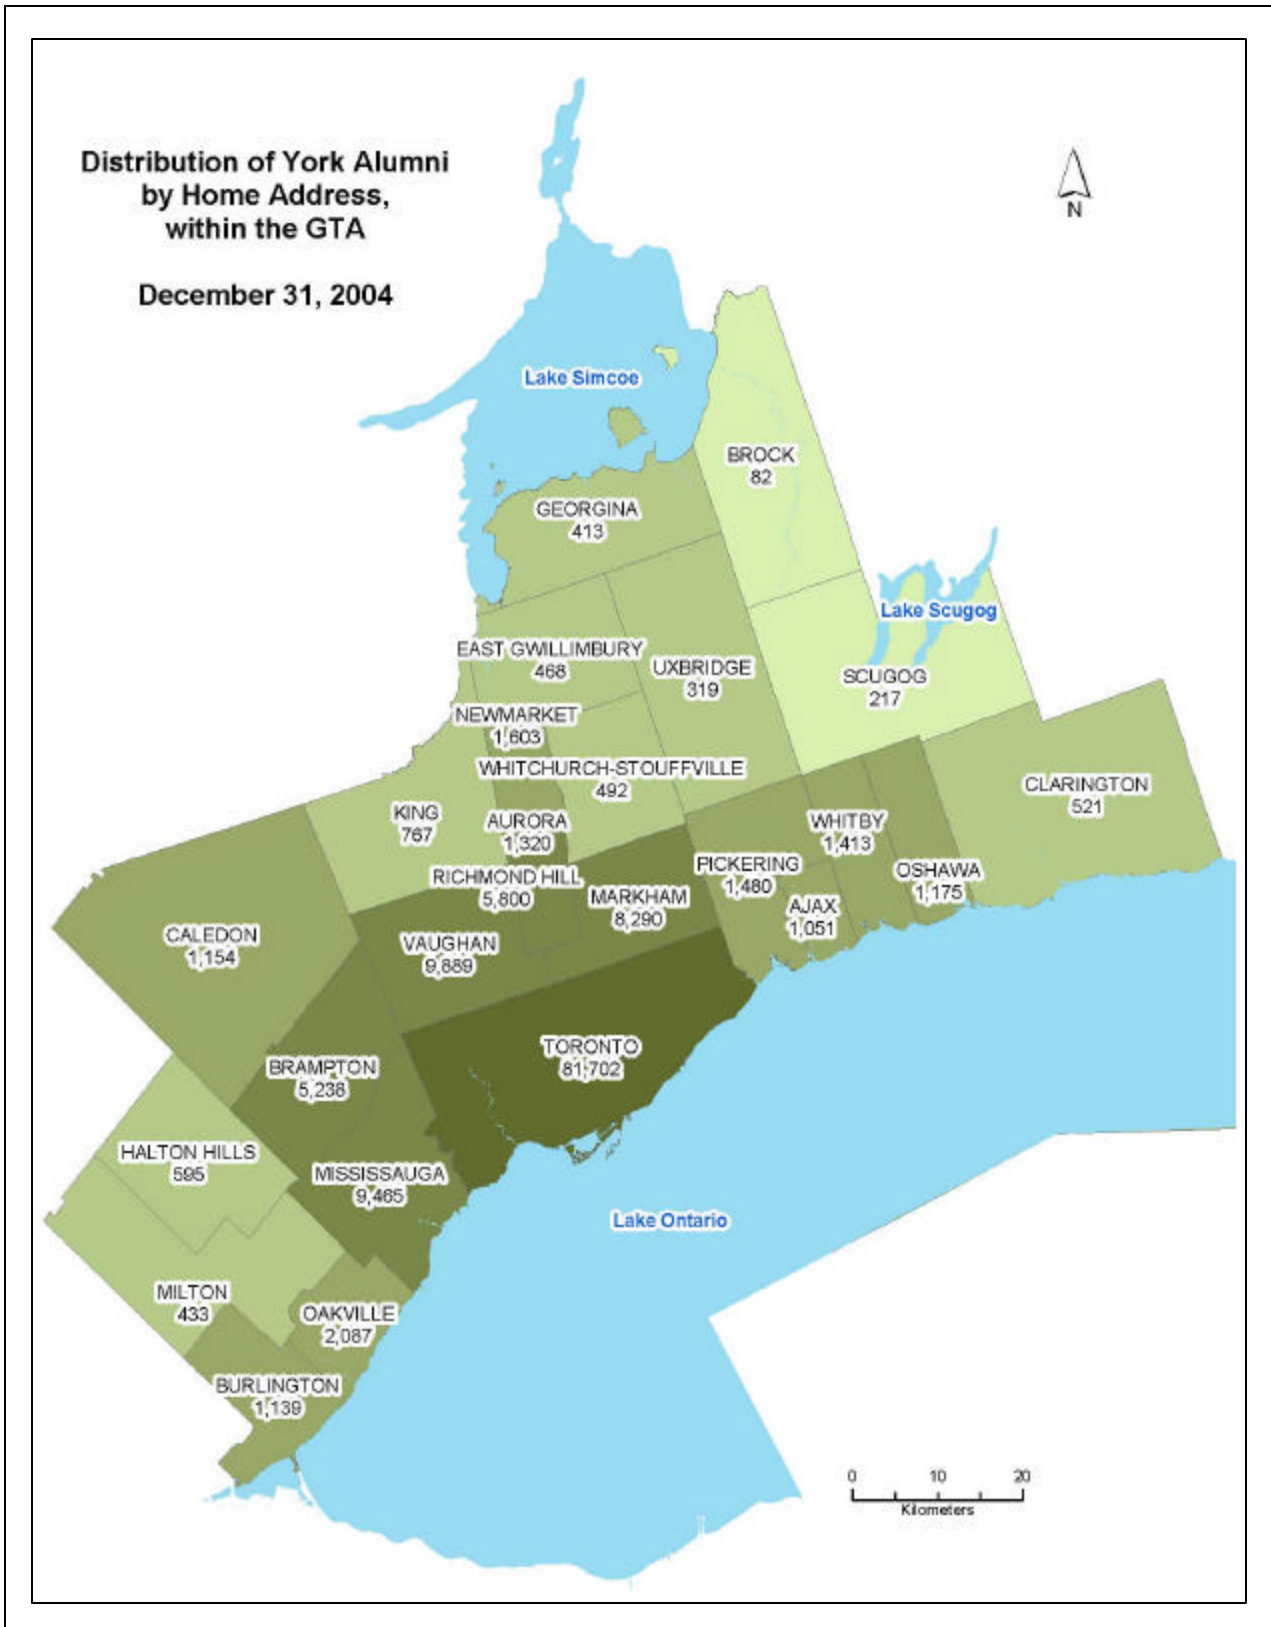 Distribution of York Alumni
by Home Address,
within the GTA
December 31, 2004
N
Lake Simcoe
BROCK
82
GEORGINA
413
Lake Scugog
EAST GWILLIMBURY
468
UXBRIDGE
319
SCUGOG
217
NEWMARKET
1,603
WHITCHURCH-STOUFFVILLE
492
CLARINGTON
521
KING
767
AURORA
1,320
WHITBY
1,413
PICKERING
1,480
OSHAWA
1,175
RICHMOND HILL
5,800
MARKHAM
8,290
AJAX
1,051
CALEDON
1,154
VAUGHAN
9,889
TORONTO
81,702
BRAMPTON
5,238
HALTON HILLS
595
MISSISSAUGA
9,465
Lake Ontario
MILTON
433
OAKVILLE
2,087
BURLINGTON
1,139
0 10 20
Kilometers